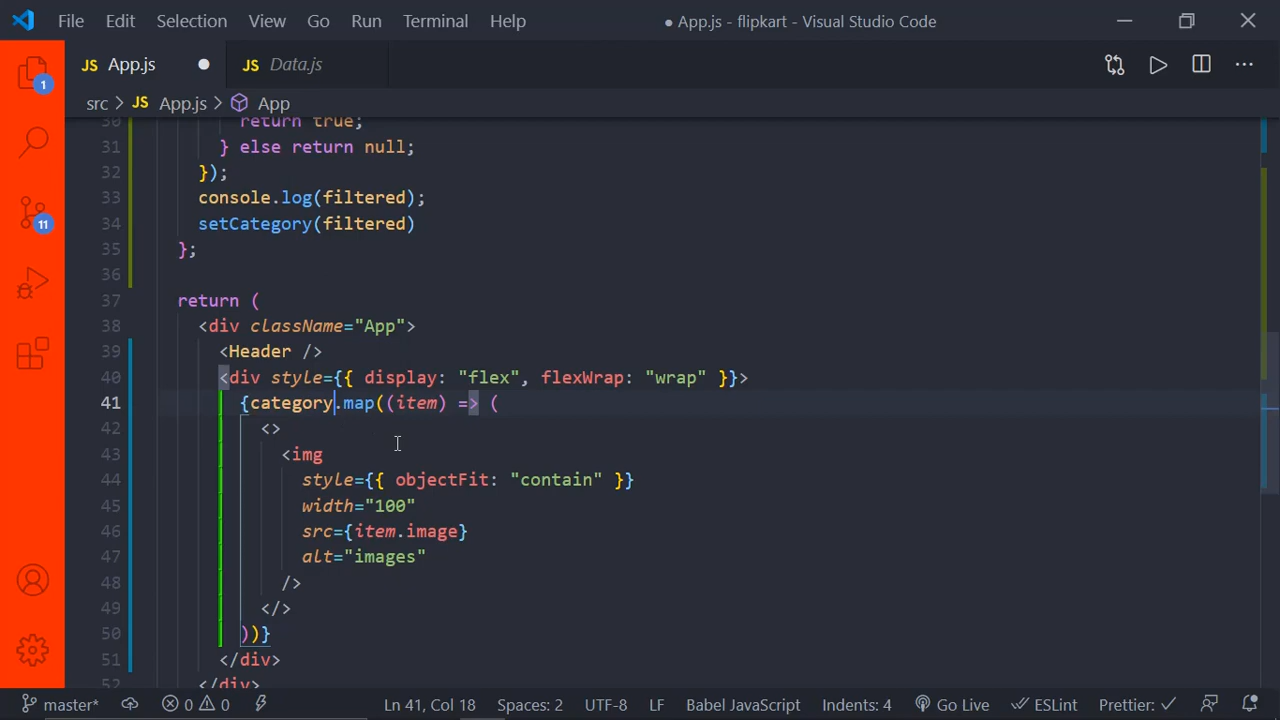 File Edit Selection View Go Run Terminal Help ● App.js - flipkart - Visual Studio Code
JS App.js ● JS Data.js
src > JS App.js > App
30 return true;
31 } else return null;
32 });
33 console.log(filtered);
34 setCategory(filtered)
35 };
36
37 return (
38 <div className="App">
39 <Header />
40 <div style={{ display: "flex", flexWrap: "wrap" }}>
41 {category.map((item) => (
42 <>
43 <img
44 style={{ objectFit: "contain" }}
45 width="100"
46 src={item.image}
47 alt="images"
48 />
49 </>
50 ))}
51 </div>
52 </div>
1
11
master* 0 0 Ln 41, Col 18 Spaces: 2 UTF-8 LF Babel JavaScript Indents: 4 Go Live ESLint Prettier: ✓